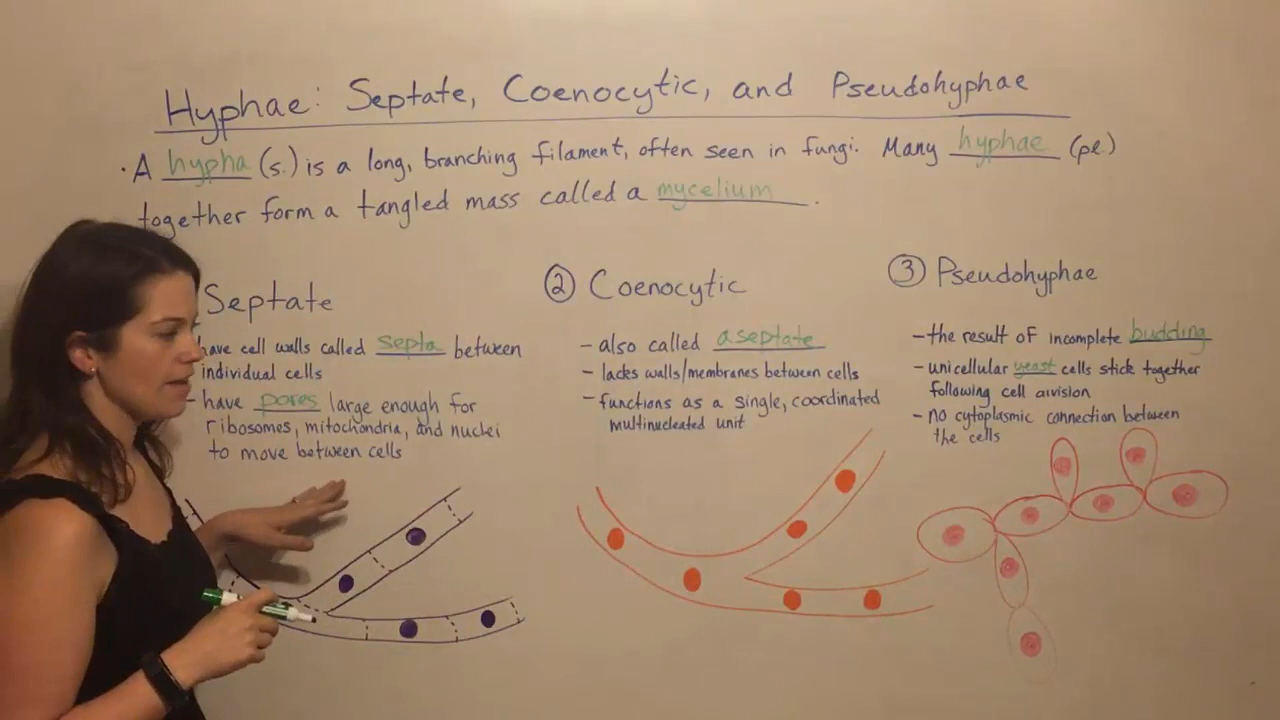 Hyphae: Septate, Coenocytic, and Pseudohyphae
· A hypha (s.) is a long, branching filament, often seen in fungi. Many hyphae (pl.)
together form a tangled mass called a mycelium.
Septate
have cell walls called septa between
individual cells
- have pores large enough for
ribosomes, mitochondria, and nuclei
to move between cells
② Coenocytic
- also called aseptate
- lacks walls/membranes between cells
- functions as a single, coordinated
multinucleated unit
③ Pseudohyphae
- the result of incomplete budding
- unicellular yeast cells stick together
following cell division
- no cytoplasmic connection between
the cells